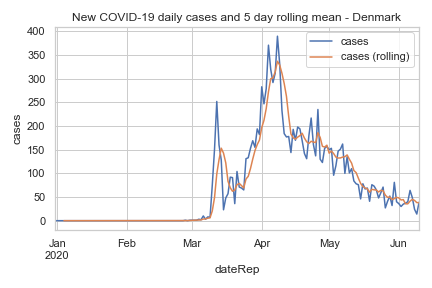 New COVID-19 daily cases and 5 day rolling mean - Denmark
400
350
300
250
200
150
100
50
0
cases
cases
cases (rolling)
Jan
2020
Feb
Mar
Apr
May
Jun
dateRep